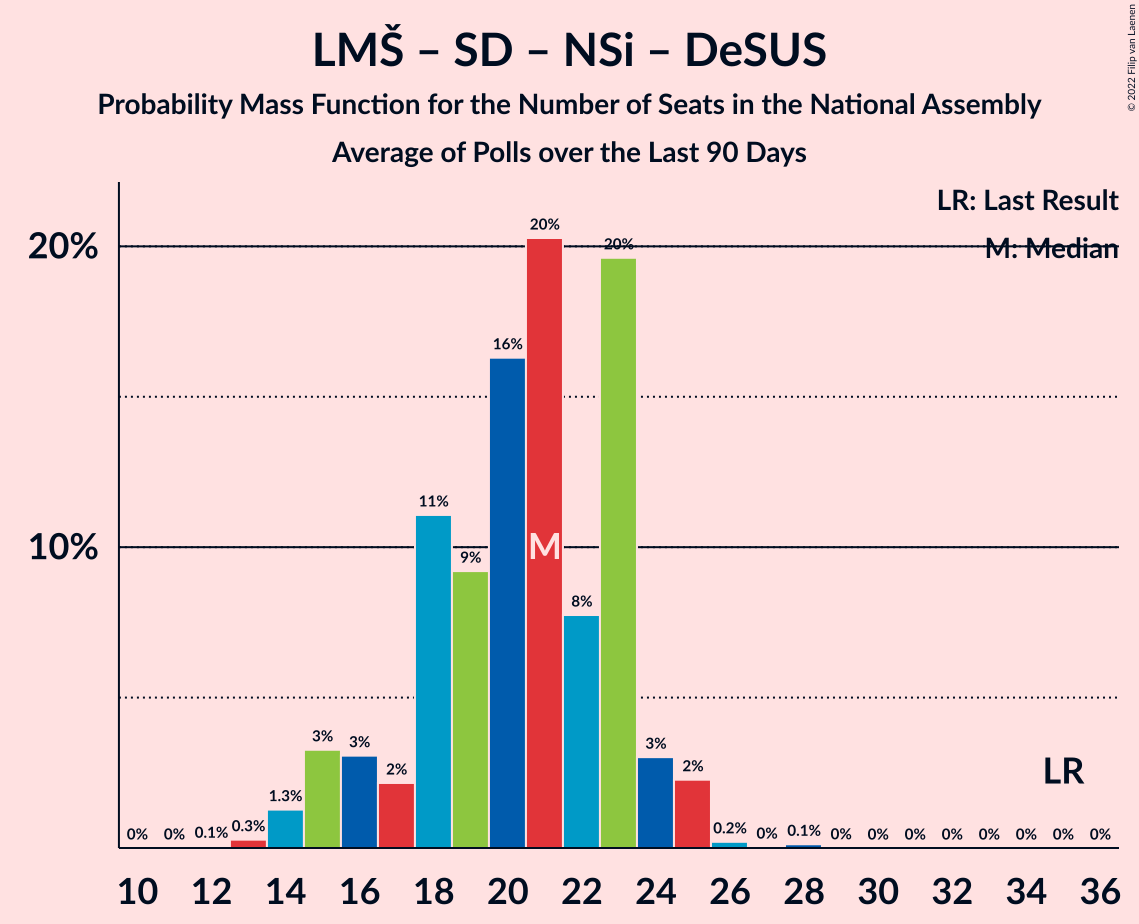 LMŠ – SD – NSi – DeSUS
Probability Mass Function for the Number of Seats in the National Assembly
Average of Polls over the Last 90 Days
© 2022 Filip van Laenen
LR: Last Result
M: Median
20%
10%
0% 0% 0.1% 0.3% 1.3% 3% 3% 2% 11% 9% 16% 20% 8% 20% 3% 2% 0.2% 0% 0.1% 0% 0% 0% 0% 0% 0% 0% 0%
M
LR
10 12 14 16 18 20 22 24 26 28 30 32 34 36